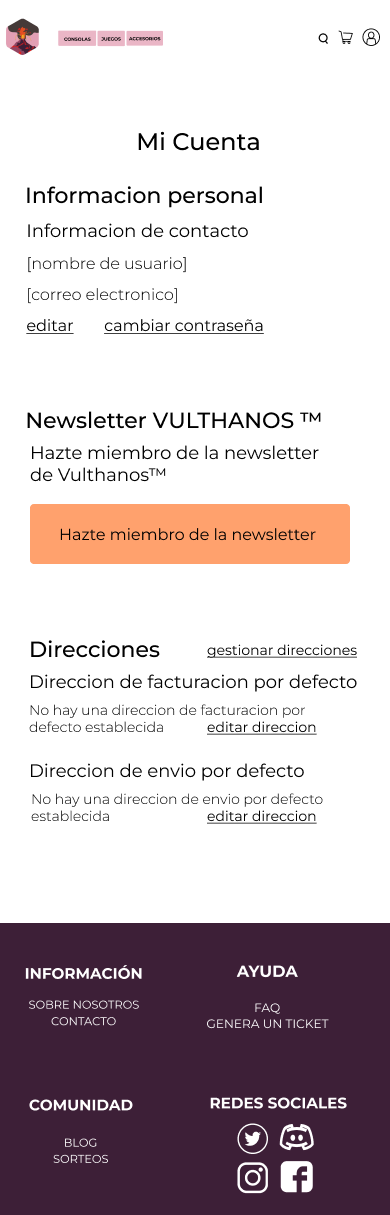 CONSOLAS JUEGOS ACCESORIOS
Mi Cuenta
Informacion personal
Informacion de contacto
[nombre de usuario]
[correo electronico]
editar cambiar contraseña
Newsletter VULTHANOS ™
Hazte miembro de la newsletter
de Vulthanos™
Hazte miembro de la newsletter
Direcciones gestionar direcciones
Direccion de facturacion por defecto
No hay una direccion de facturacion por
defecto establecida editar direccion
Direccion de envio por defecto
No hay una direccion de envio por defecto
establecida editar direccion
INFORMACIÓN
SOBRE NOSOTROS
CONTACTO
AYUDA
FAQ
GENERA UN TICKET
COMUNIDAD
BLOG
SORTEOS
REDES SOCIALES